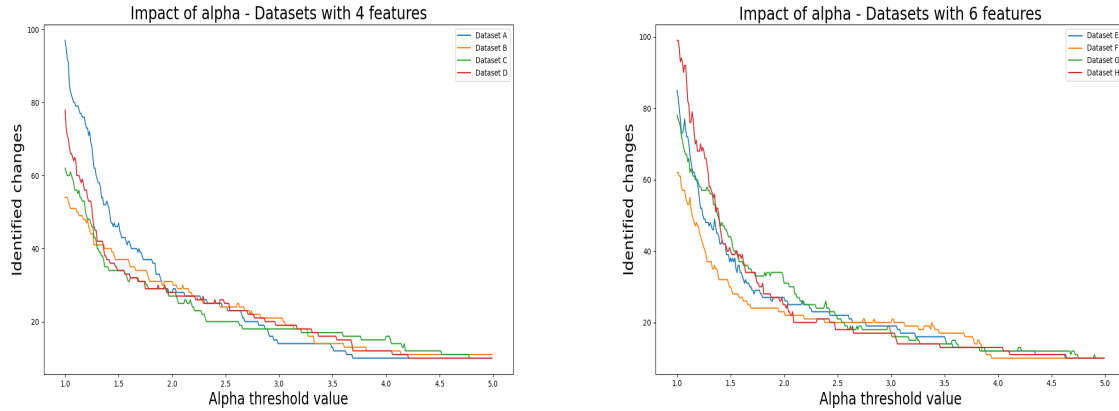 Impact of alpha - Datasets with 4 features
100
80
60
40
20
Identified changes
1.0 1.5 2.0 2.5 3.0 3.5 4.0 4.5 5.0
Alpha threshold value
Dataset A
Dataset B
Dataset C
Dataset D
Impact of alpha - Datasets with 6 features
100
80
60
40
20
Identified changes
1.0 1.5 2.0 2.5 3.0 3.5 4.0 4.5 5.0
Alpha threshold value
Dataset E
Dataset F
Dataset G
Dataset H